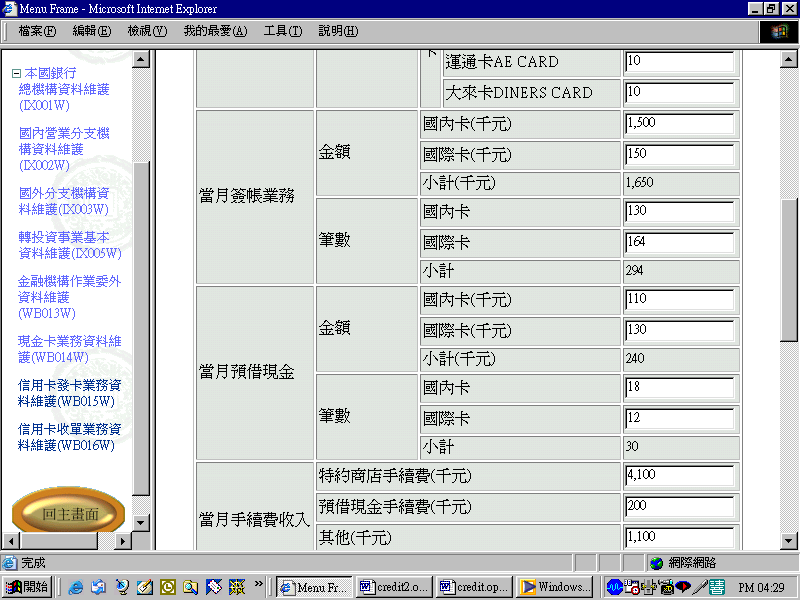 Menu Frame - Microsoft Internet Explorer
檔案(F) 編輯(E) 檢視(V) 我的最愛(A) 工具(T) 說明(H)
本國銀行
總機構資料維護
(IX001W)
國內營業分支機
構資料維護
(IX002W)
國外分支機構資
料維護(IX003W)
轉投資事業基本
資料維護(IX005W)
金融機構作業委外
資料維護
(WB013W)
現金卡業務資料維
護(WB014W)
信用卡發卡業務資
料維護(WB015W)
信用卡收單業務資
料維護(WB016W)
回主畫面
卡 運通卡AE CARD 10
大來卡DINERS CARD 10
當月簽帳業務
金額
國內卡(千元) 1,500
國際卡(千元) 150
小計(千元) 1,650
筆數
國內卡 130
國際卡 164
小計 294
當月預借現金
金額
國內卡(千元) 110
國際卡(千元) 130
小計(千元) 240
筆數
國內卡 18
國際卡 12
小計 30
當月手續費收入
特約商店手續費(千元) 4,100
預借現金手續費(千元) 200
其他(千元) 1,100
完成 網際網路
開始 Menu Fr... credit2.o... credit.op... Windows... PM 04:29